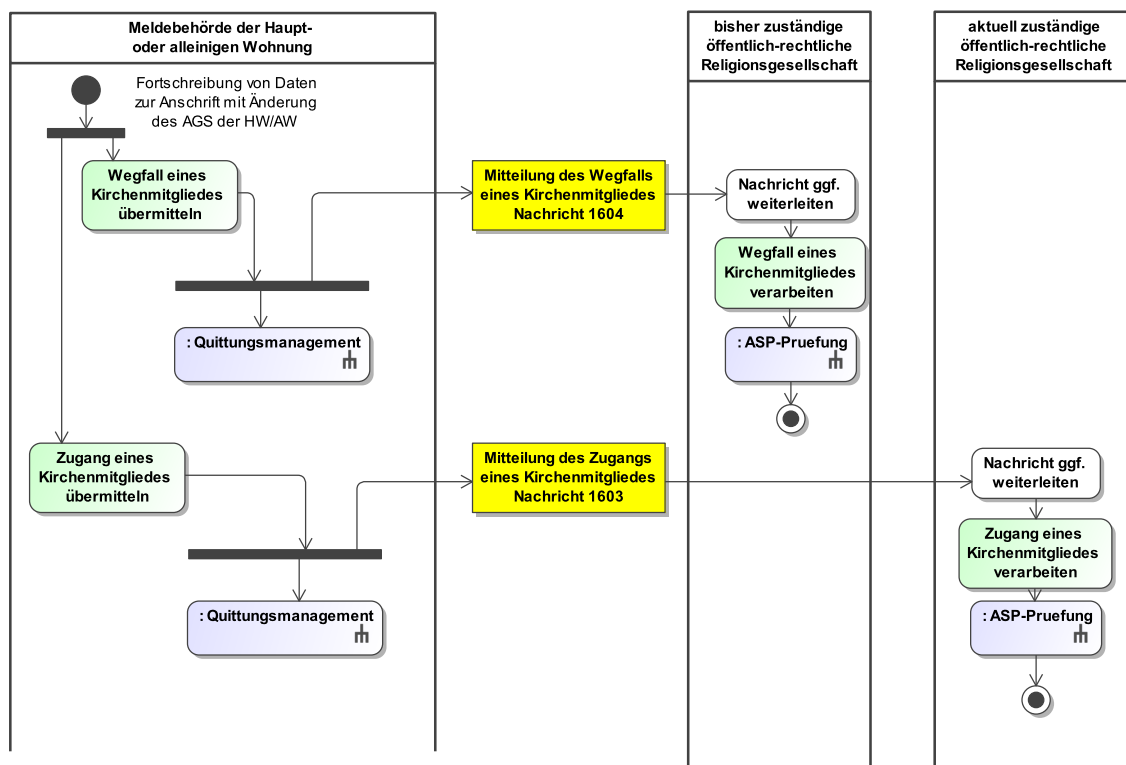 Meldebehörde der Haupt-
oder alleinigen Wohnung
bisher zuständige
öffentlich-rechtliche
Religionsgesellschaft
aktuell zuständige
öffentlich-rechtliche
Religionsgesellschaft
Fortschreibung von Daten
zur Anschrift mit Änderung
des AGS der HW/AW
Wegfall eines
Kirchenmitgliedes
übermitteln
Mitteilung des Wegfalls
eines Kirchenmitgliedes
Nachricht 1604
Nachricht ggf.
weiterleiten
Wegfall eines
Kirchenmitgliedes
verarbeiten
: Quittungsmanagement
: ASP-Pruefung
Zugang eines
Kirchenmitgliedes
übermitteln
Mitteilung des Zugangs
eines Kirchenmitgliedes
Nachricht 1603
Nachricht ggf.
weiterleiten
Zugang eines
Kirchenmitgliedes
verarbeiten
: Quittungsmanagement
: ASP-Pruefung